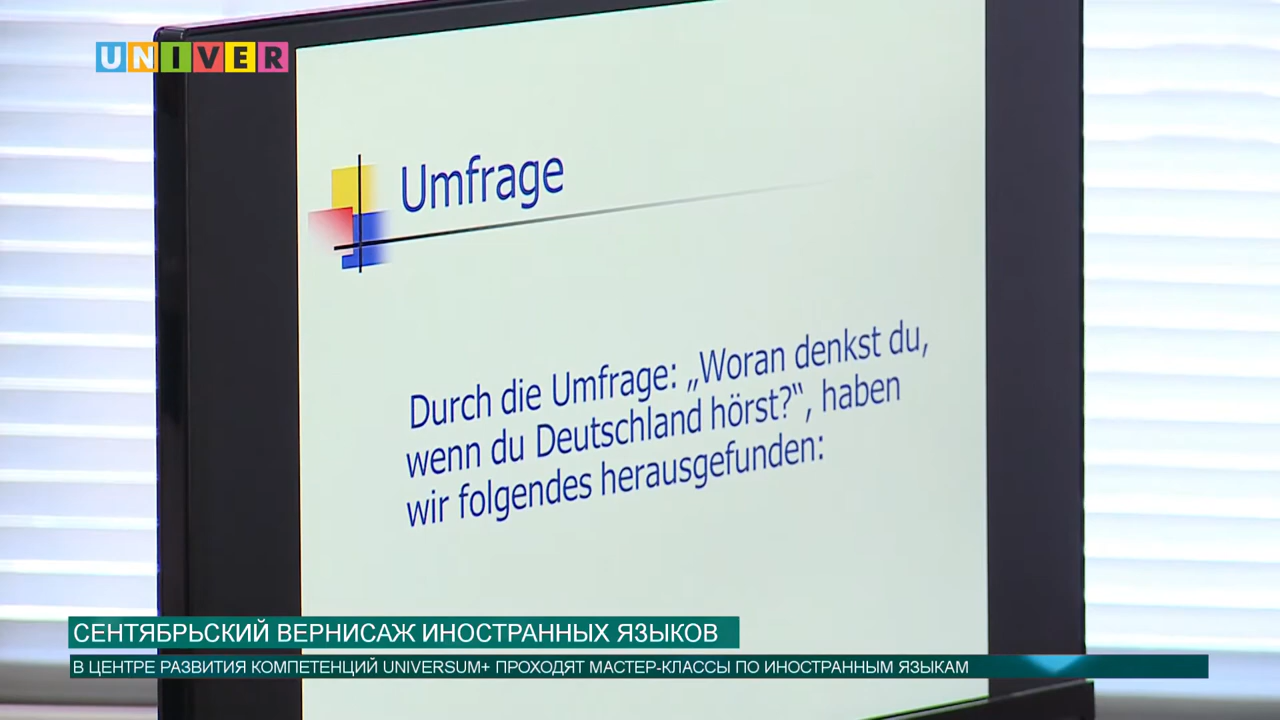 UNIVER
Umfrage
Durch die Umfrage: „Woran denkst du,
wenn du Deutschland hörst?“, haben
wir folgendes herausgefunden:
СЕНТЯБРЬСКИЙ ВЕРНИСАЖ ИНОСТРАННЫХ ЯЗЫКОВ
В ЦЕНТРЕ РАЗВИТИЯ КОМПЕТЕНЦИЙ UNIVERSUM+ ПРОХОДЯТ МАСТЕР-КЛАССЫ ПО ИНОСТРАННЫМ ЯЗЫКАМ